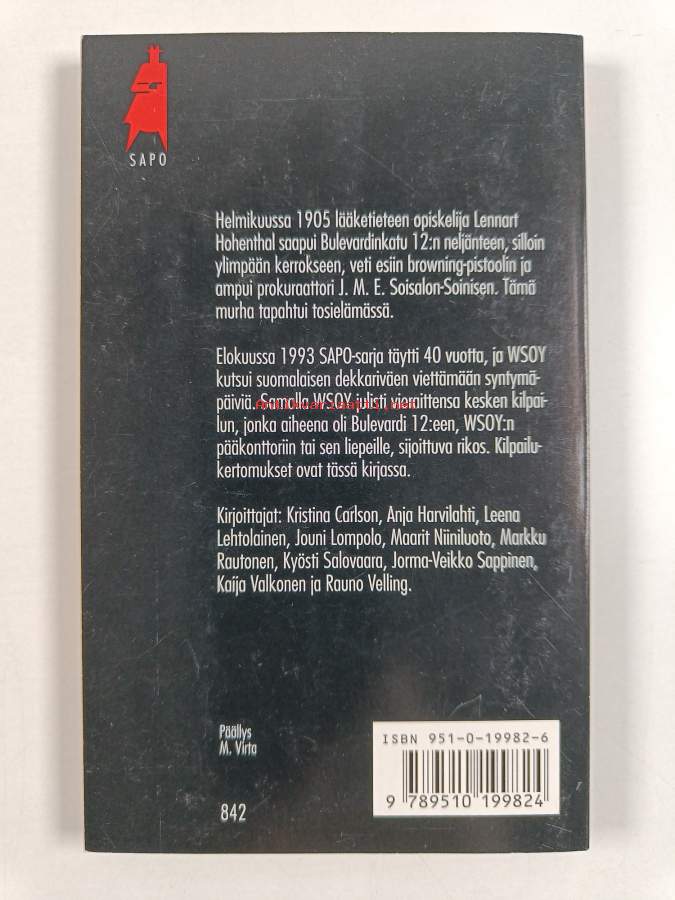 SAPO
Helmikuussa 1905 lääketieteen opiskelija Lennart
Hohenthal saapui Bulevardinkatu 12:n neljänteen, silloin
ylimpään kerrokseen, veti esiin browning-pistoolin ja
ampui prokuraattori J. M. E. Soisalon-Soinisen. Tämä
murha tapahtui tosielämässä.
Elokuussa 1993 SAPO-sarja täytti 40 vuotta, ja WSOY
kutsui suomalaisen dekkariväen viettämään syntymä-
päiviä. Samalla WSOY julisti vieraittensa kesken kilpai-
lun, jonka aiheena oli Bulevardi 12:een, WSOY:n
pääkonttoriin tai sen liepeille, sijoittuva rikos. Kilpailu-
kertomukset ovat tässä kirjassa.
Kirjoittajat: Kristina Carlson, Anja Harvilahti, Leena
Lehtolainen, Jouni Lompolo, Maarit Niiniluoto, Markku
Rautonen, Kyösti Salovaara, Jorma-Veikko Sappinen,
Kaija Valkonen ja Rauno Velling.
Päällys
M. Virta
842
ISBN 951-0-19982-6
9 789510 199824